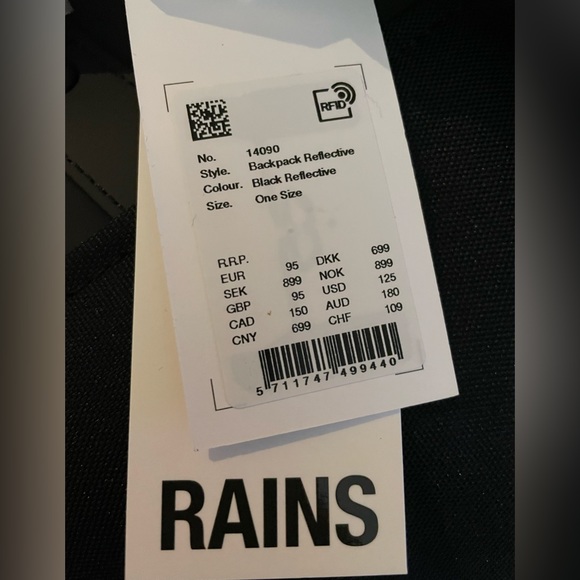 RFID
No. 14090
Style. Backpack Reflective
Colour. Black Reflective
Size. One Size
R.R.P.
EUR 95 DKK 699
SEK 899 NOK 899
GBP 95 USD 125
CAD 150 AUD 180
CNY 699 CHF 109
5 711747 499440
RAINS